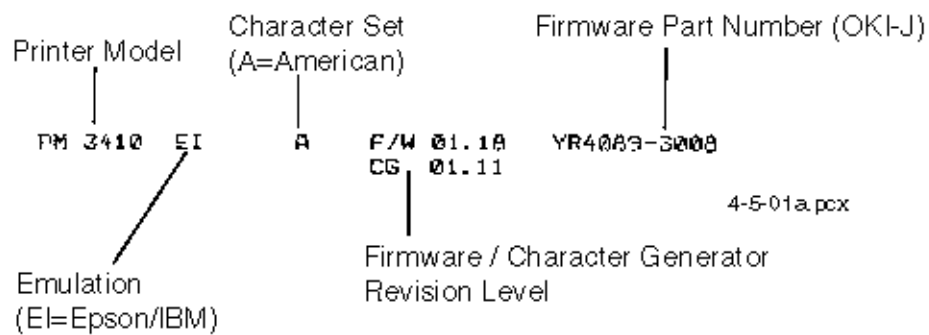 Character Set
(A=American)
Firmware Part Number (OKI-J)
Printer Model
PM 3410 EI A F/W 01.18 YR4089-3008
CG 01.11
4-5-01a.pcx
Firmware / Character Generator
Revision Level
Emulation
(EI=Epson/IBM)